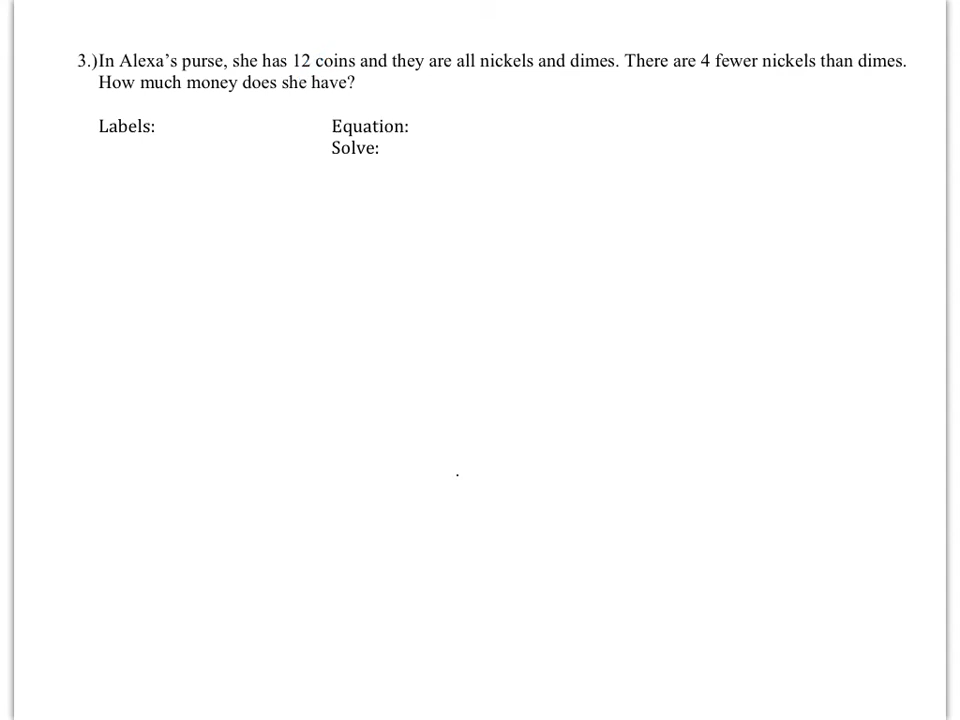 3.)In Alexa’s purse, she has 12 coins and they are all nickels and dimes. There are 4 fewer nickels than dimes.
How much money does she have?
Labels: Equation:
Solve: